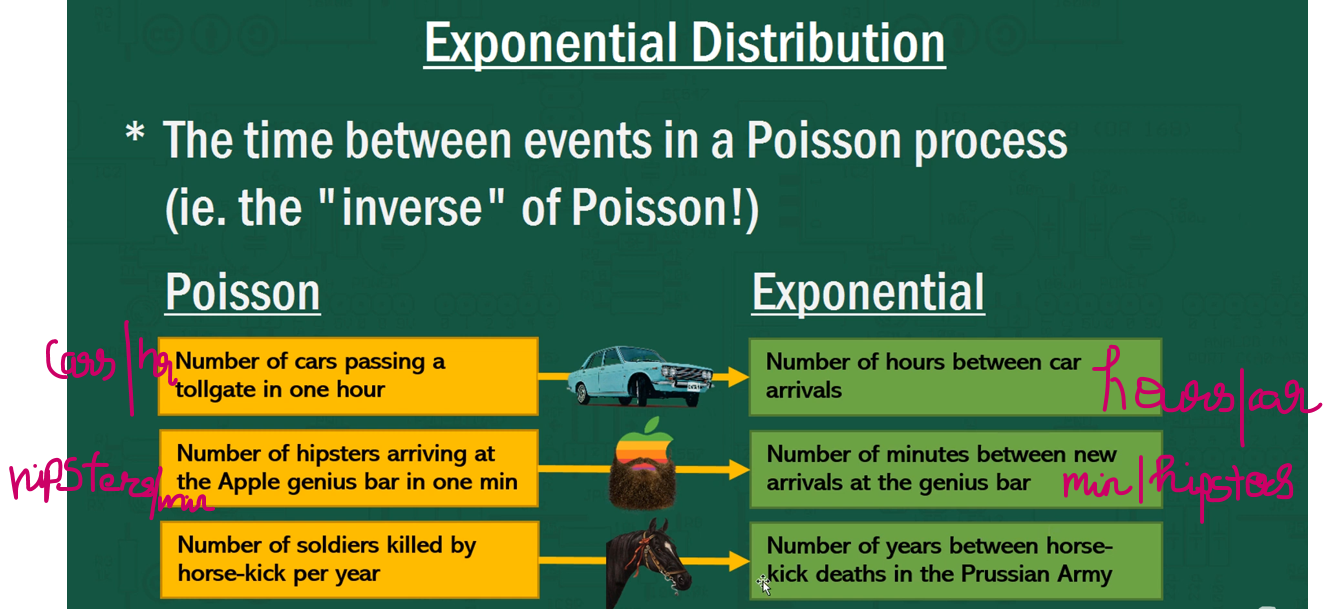 Exponential Distribution
* The time between events in a Poisson process
(ie. the "inverse" of Poisson!)
Poisson
Exponential
cars/hor
Number of cars passing a
tollgate in one hour
Number of hours between car
arrivals
hours/car
hipsters/min
Number of hipsters arriving at
the Apple genius bar in one min
Number of minutes between new
arrivals at the genius bar
min/hipsters
Number of soldiers killed by
horse-kick per year
Number of years between horse-
kick deaths in the Prussian Army